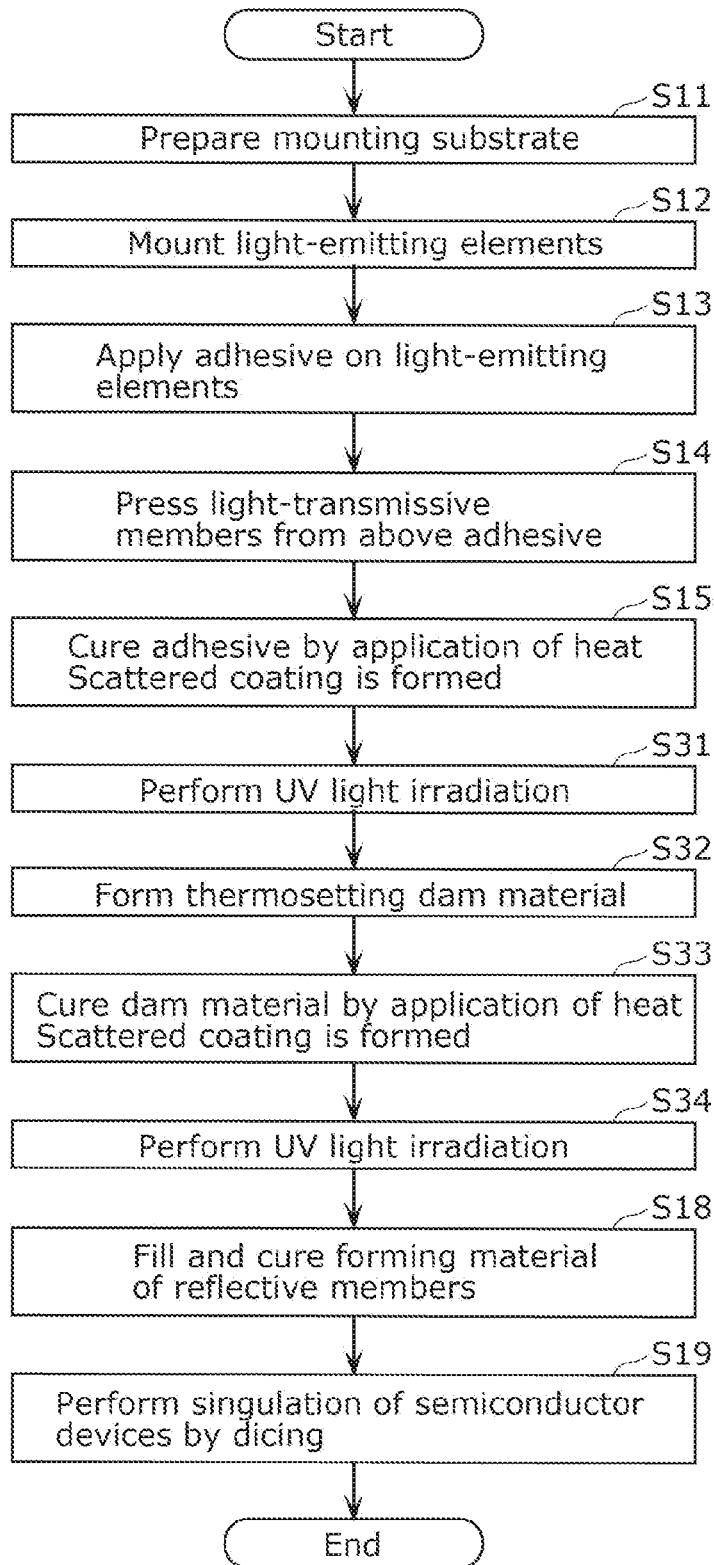 Start
S11
Prepare mounting substrate
S12
Mount light-emitting elements
S13
Apply adhesive on light-emitting
elements
S14
Press light-transmissive
members from above adhesive
S15
Cure adhesive by application of heat
Scattered coating is formed
S31
Perform UV light irradiation
S32
Form thermosetting dam material
S33
Cure dam material by application of heat
Scattered coating is formed
S34
Perform UV light irradiation
S18
Fill and cure forming material
of reflective members
S19
Perform singulation of semiconductor
devices by dicing
End